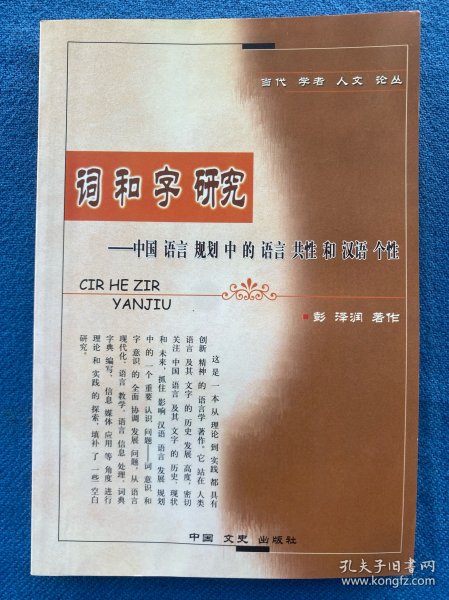 当代 学者 人文 论丛
词 和 字 研究
——中国 语言 规划 中 的 语言 共性 和 汉语 个性
CIR HE ZIR
YANJIU
■ 彭 泽润 著作
这 是 一 本 从 理论 到 实践 都 具有
创新 精神 的 语言学 著作。它 站在 人类
语言 及其 文字 的 历史 发展 高度，密切
关注 中国 语言 及其 文字 的 历史、现状
和 未来，抓住 影响 汉语 语言 发展 规划
中 的 一个 重要 认识 问题——词 意识 和
字 意识 的 全面 协调 发展 问题，从 语言
现代化、语言 教学、语言 信息 处理、词典
字典 编写、信息 媒体 应用 等 角度 进行
理论 和 实践 的 探索，填补 了 一些 空白
研究。
中国 文史 出版社
孔夫子旧书网
www.kongfz.com